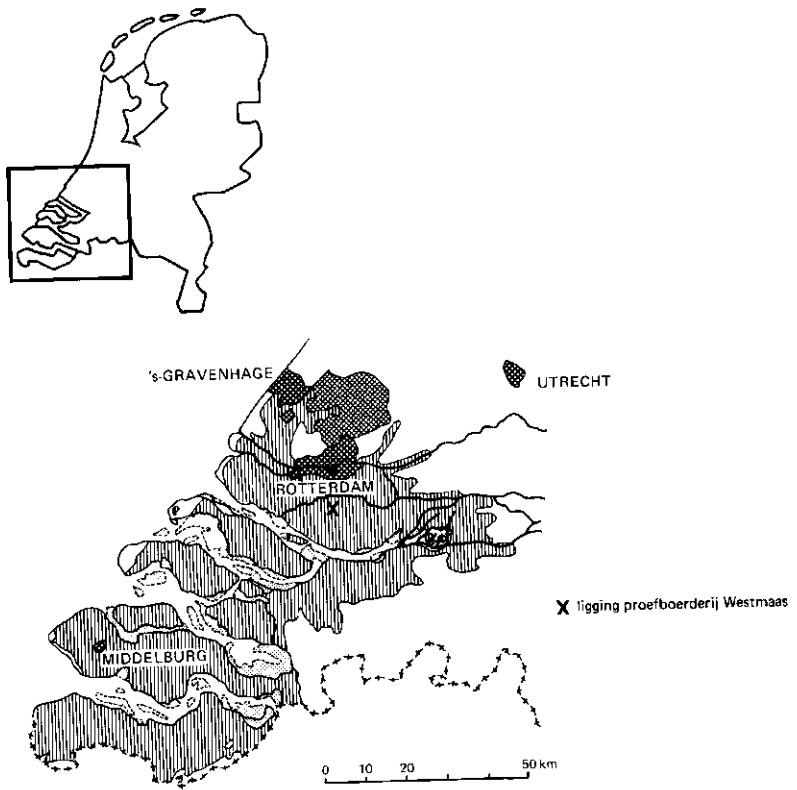 's-GRAVENHAGE
UTRECHT
ROTTERDAM
X ligging proefboerderij Westmaas
MIDDELBURG
0 10 20 50 km